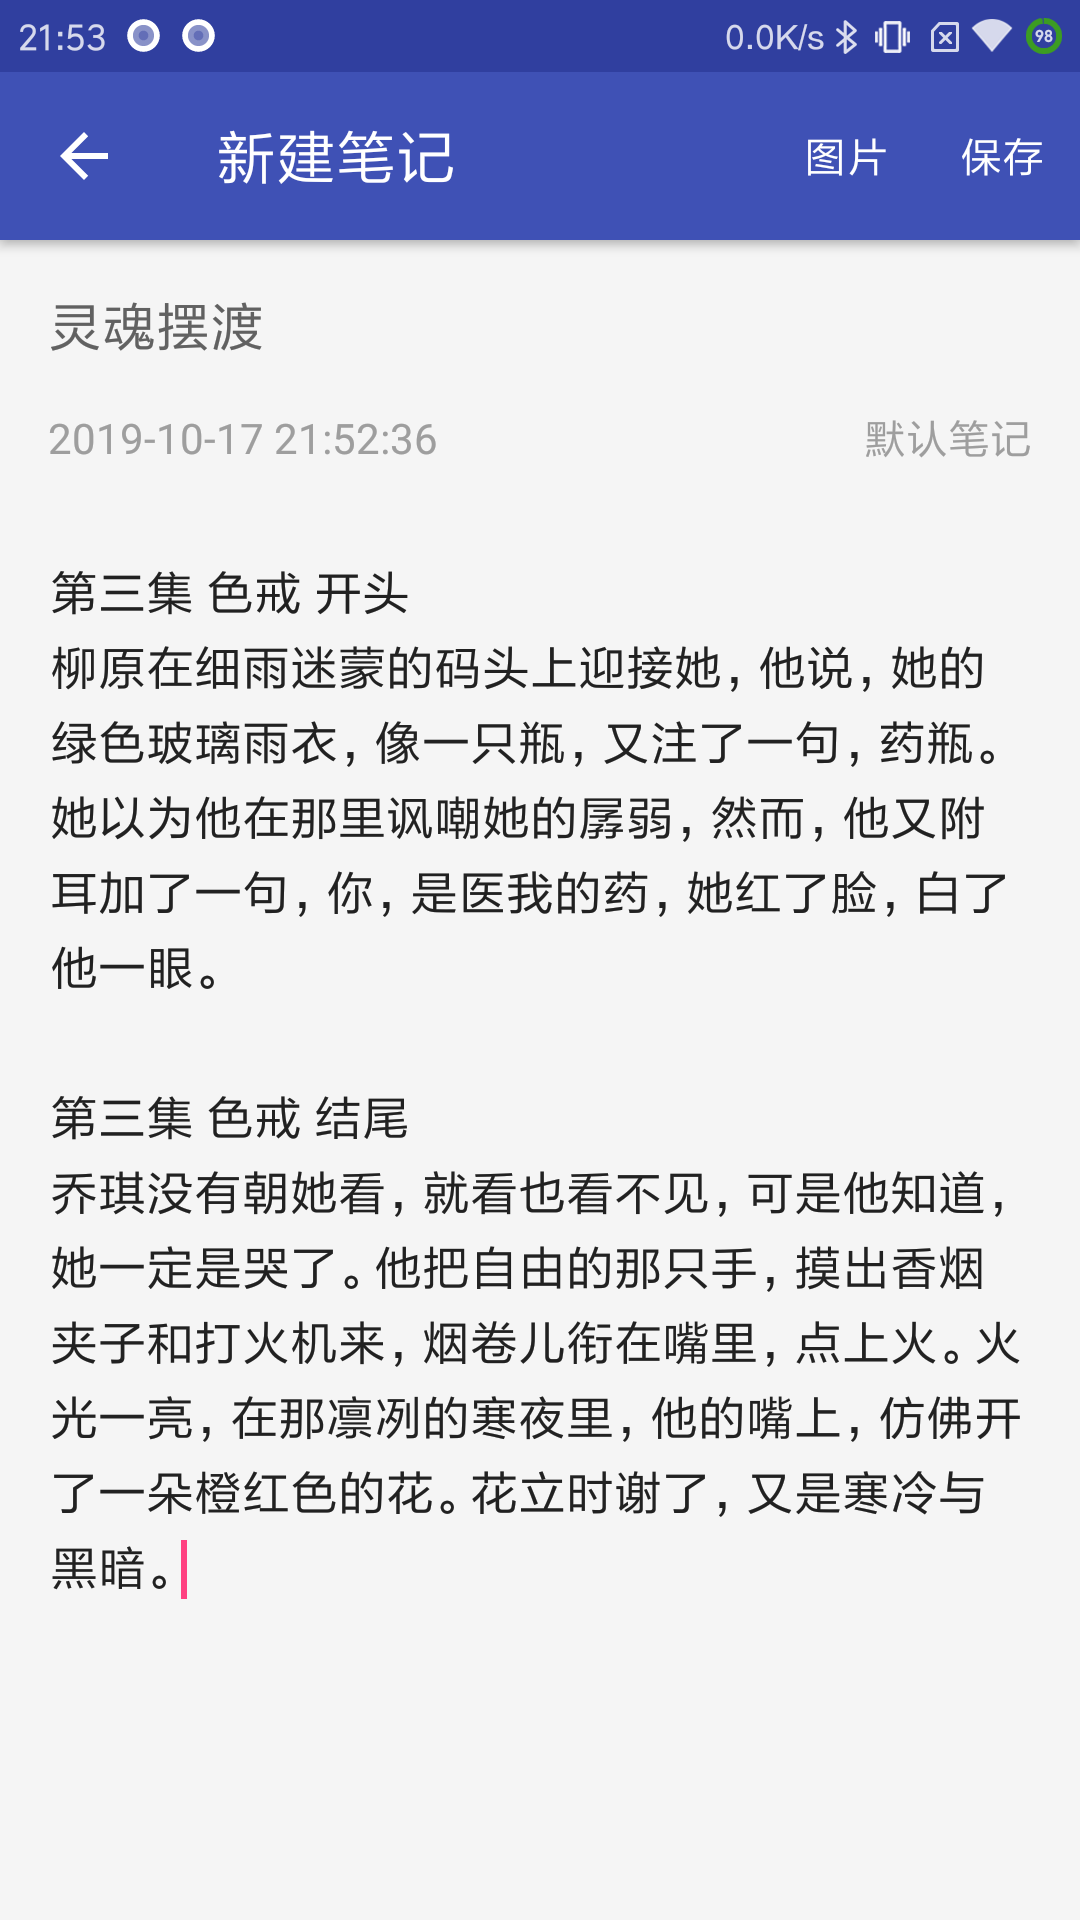 21:53 0.0K/s 98
新建笔记 图片 保存
灵魂摆渡
2019-10-17 21:52:36 默认笔记
第三集 色戒 开头
柳原在细雨迷蒙的码头上迎接她,他说,她的
绿色玻璃雨衣,像一只瓶,又注了一句,药瓶。
她以为他在那里讽嘲她的孱弱,然而,他又附
耳加了一句,你,是医我的药,她红了脸,白了
他一眼。
第三集 色戒 结尾
乔琪没有朝她看,就看也看不见,可是他知道,
她一定是哭了。他把自由的那只手,摸出香烟
夹子和打火机来,烟卷儿衔在嘴里,点上火。火
光一亮,在那凛冽的寒夜里,他的嘴上,仿佛开
了一朵橙红色的花。花立时谢了,又是寒冷与
黑暗。